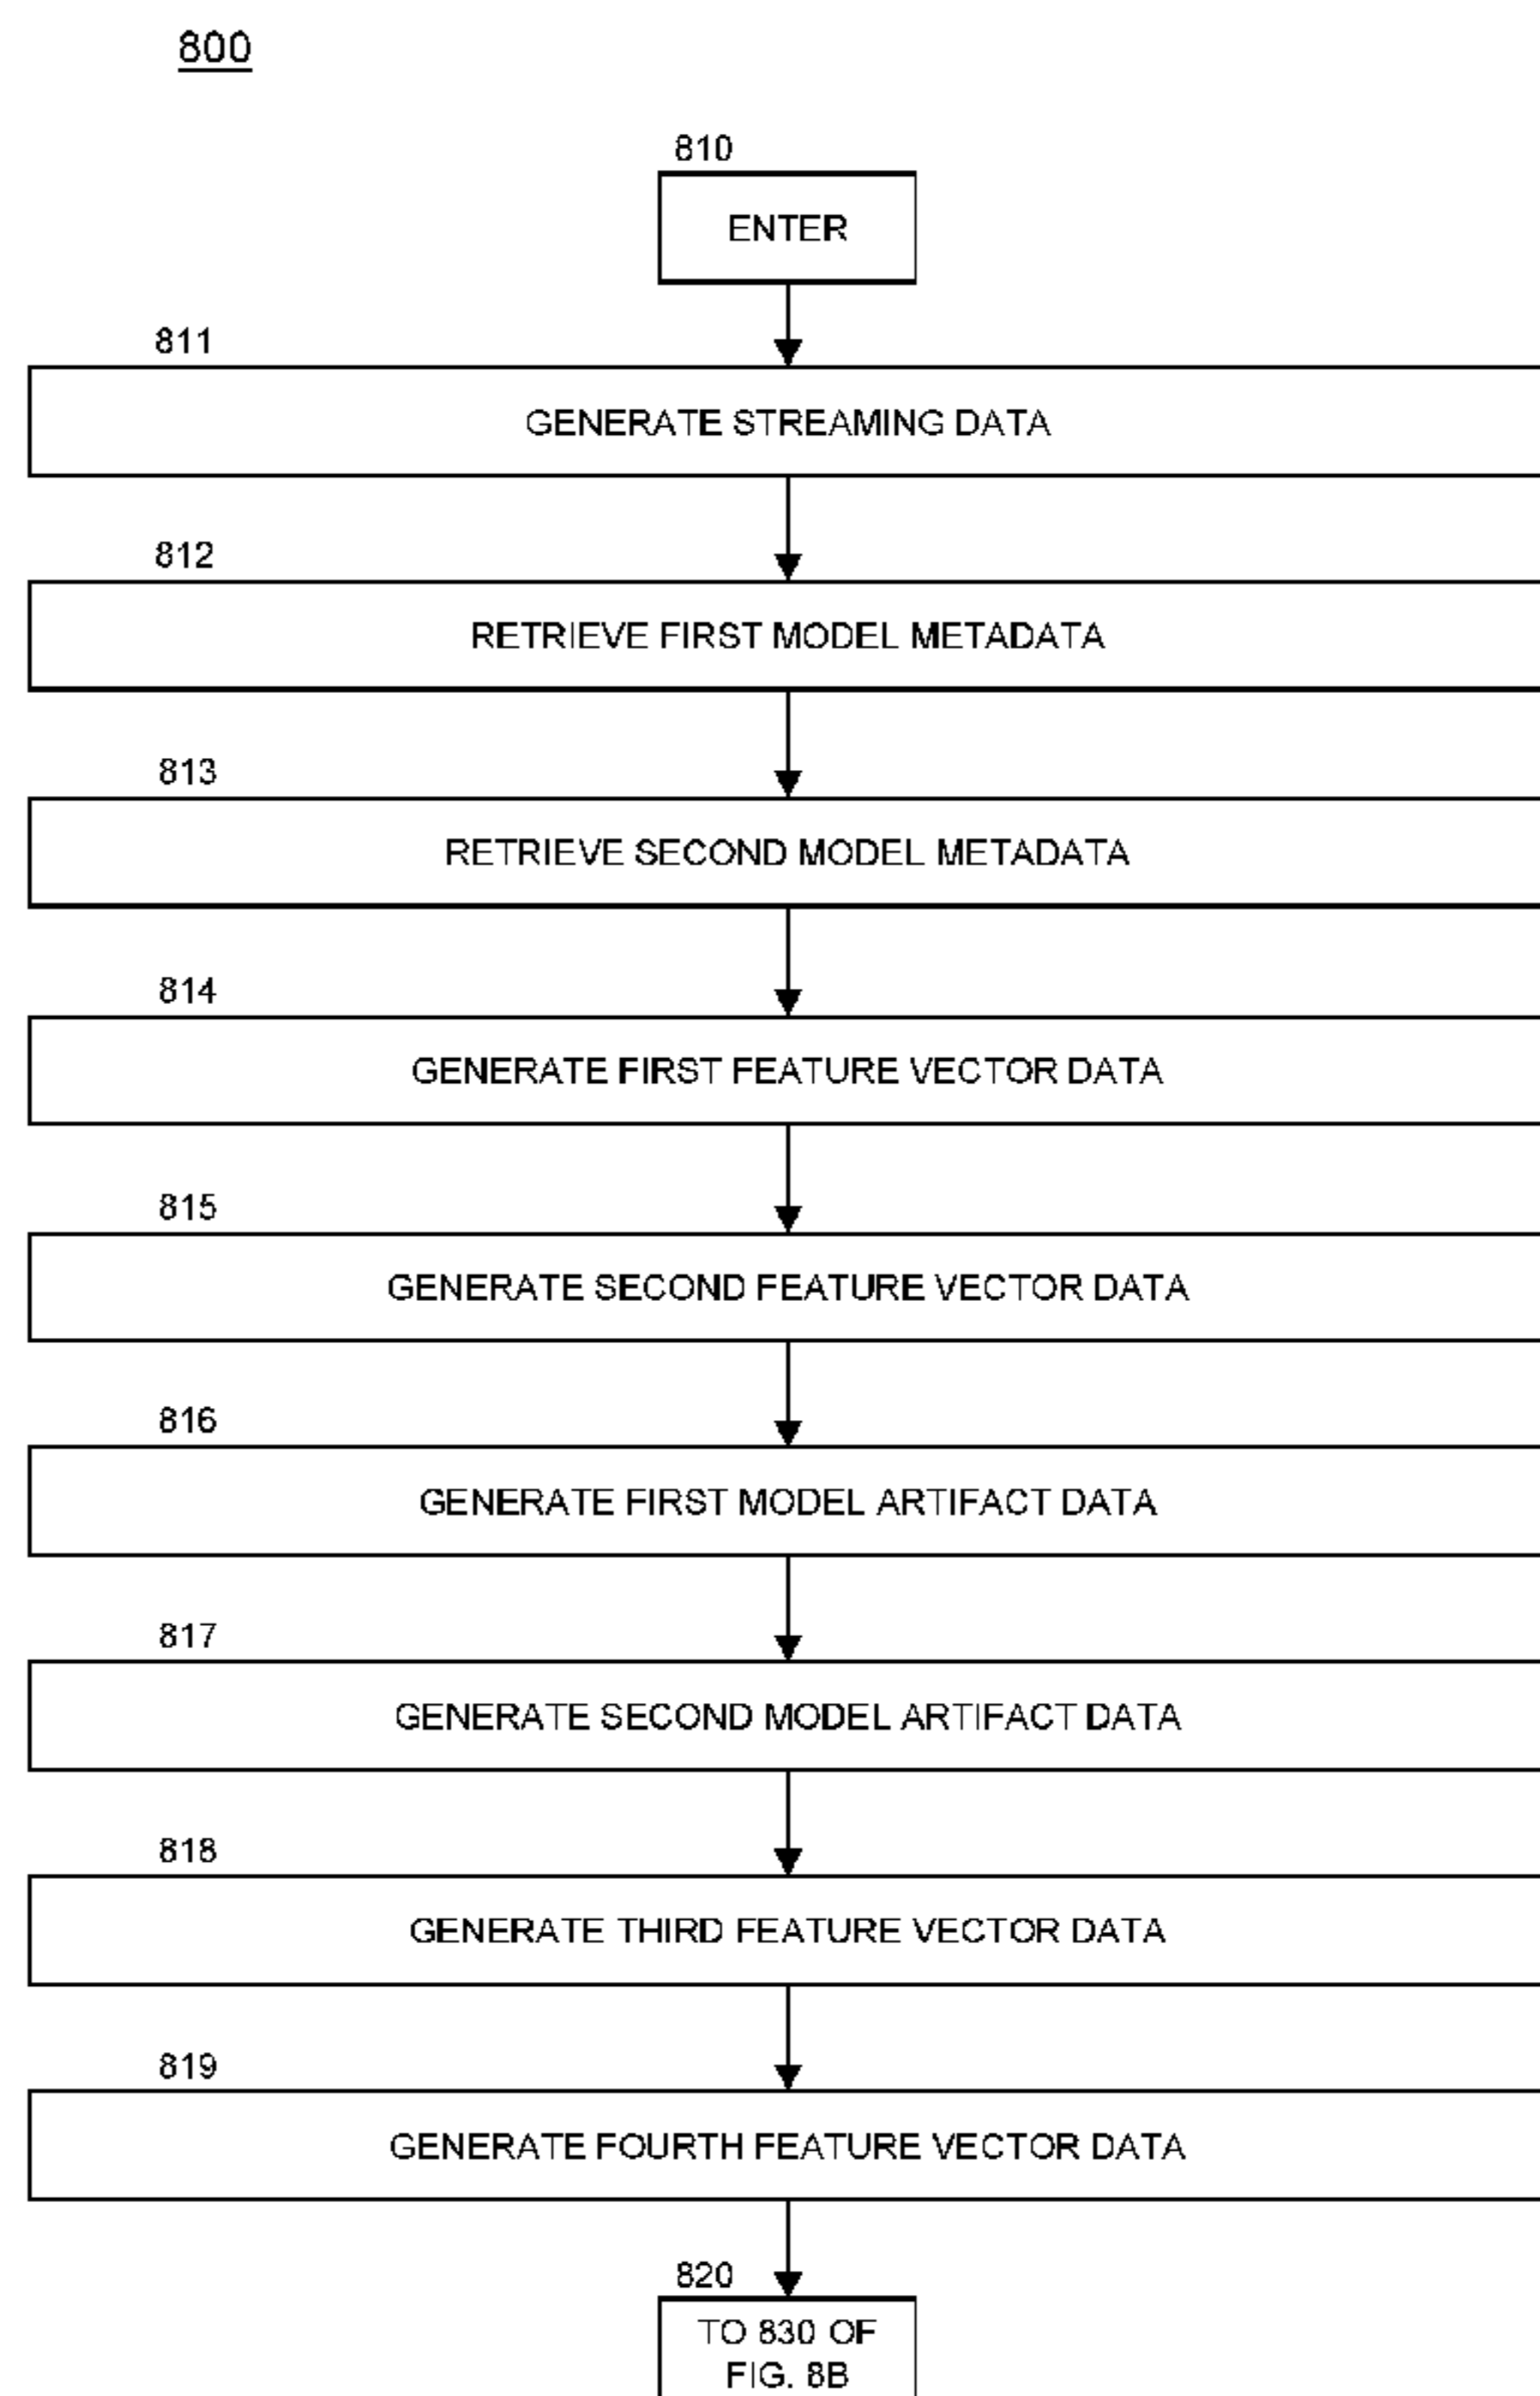 800
810
ENTER
811
GENERATE STREAMING DATA
812
RETRIEVE FIRST MODEL METADATA
813
RETRIEVE SECOND MODEL METADATA
814
GENERATE FIRST FEATURE VECTOR DATA
815
GENERATE SECOND FEATURE VECTOR DATA
816
GENERATE FIRST MODEL ARTIFACT DATA
817
GENERATE SECOND MODEL ARTIFACT DATA
818
GENERATE THIRD FEATURE VECTOR DATA
819
GENERATE FOURTH FEATURE VECTOR DATA
820
TO 830 OF
FIG. 8B